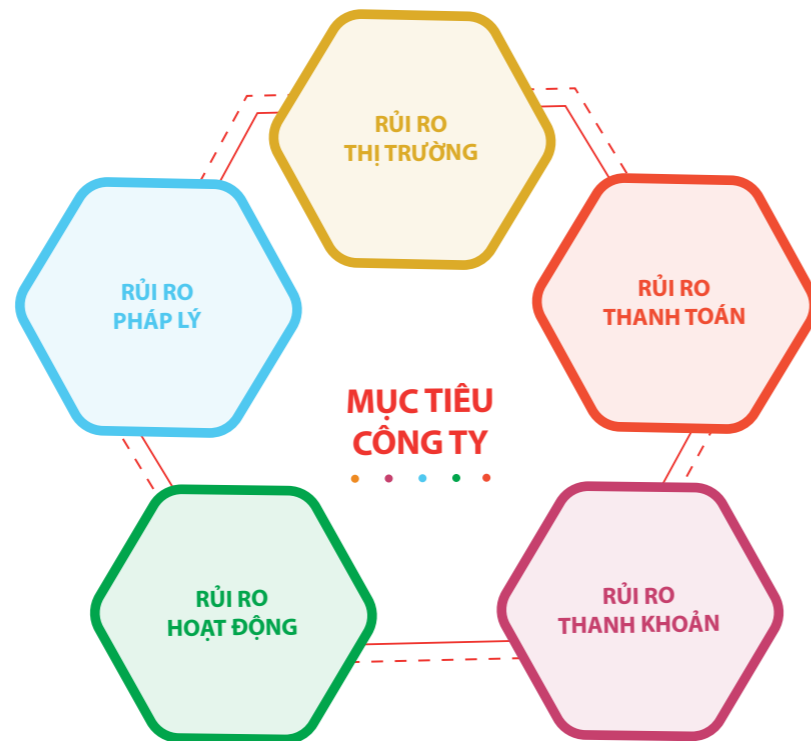 RỦI RO
THỊ TRƯỜNG
RỦI RO
PHÁP LÝ
RỦI RO
THANH TOÁN
MỤC TIÊU
CÔNG TY
RỦI RO
HOẠT ĐỘNG
RỦI RO
THANH KHOẢN